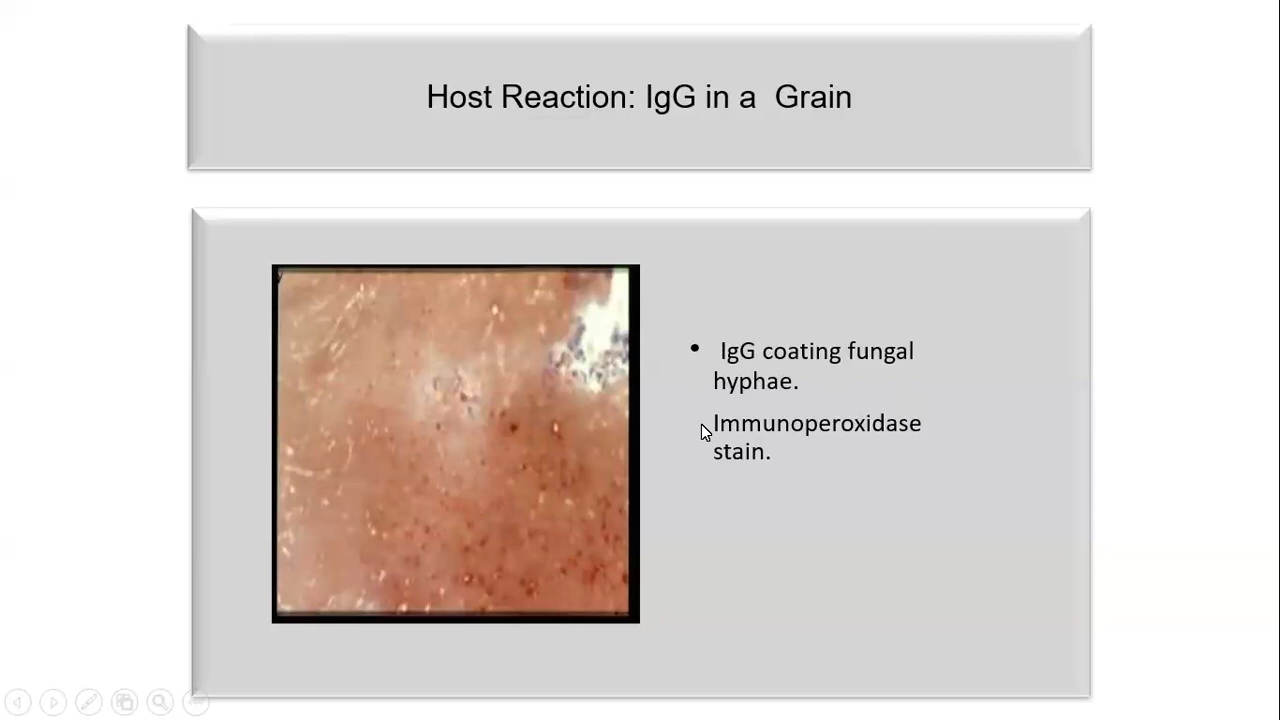 Host Reaction: IgG in a  Grain
• IgG coating fungal
hyphae.
Immunoperoxidase
stain.